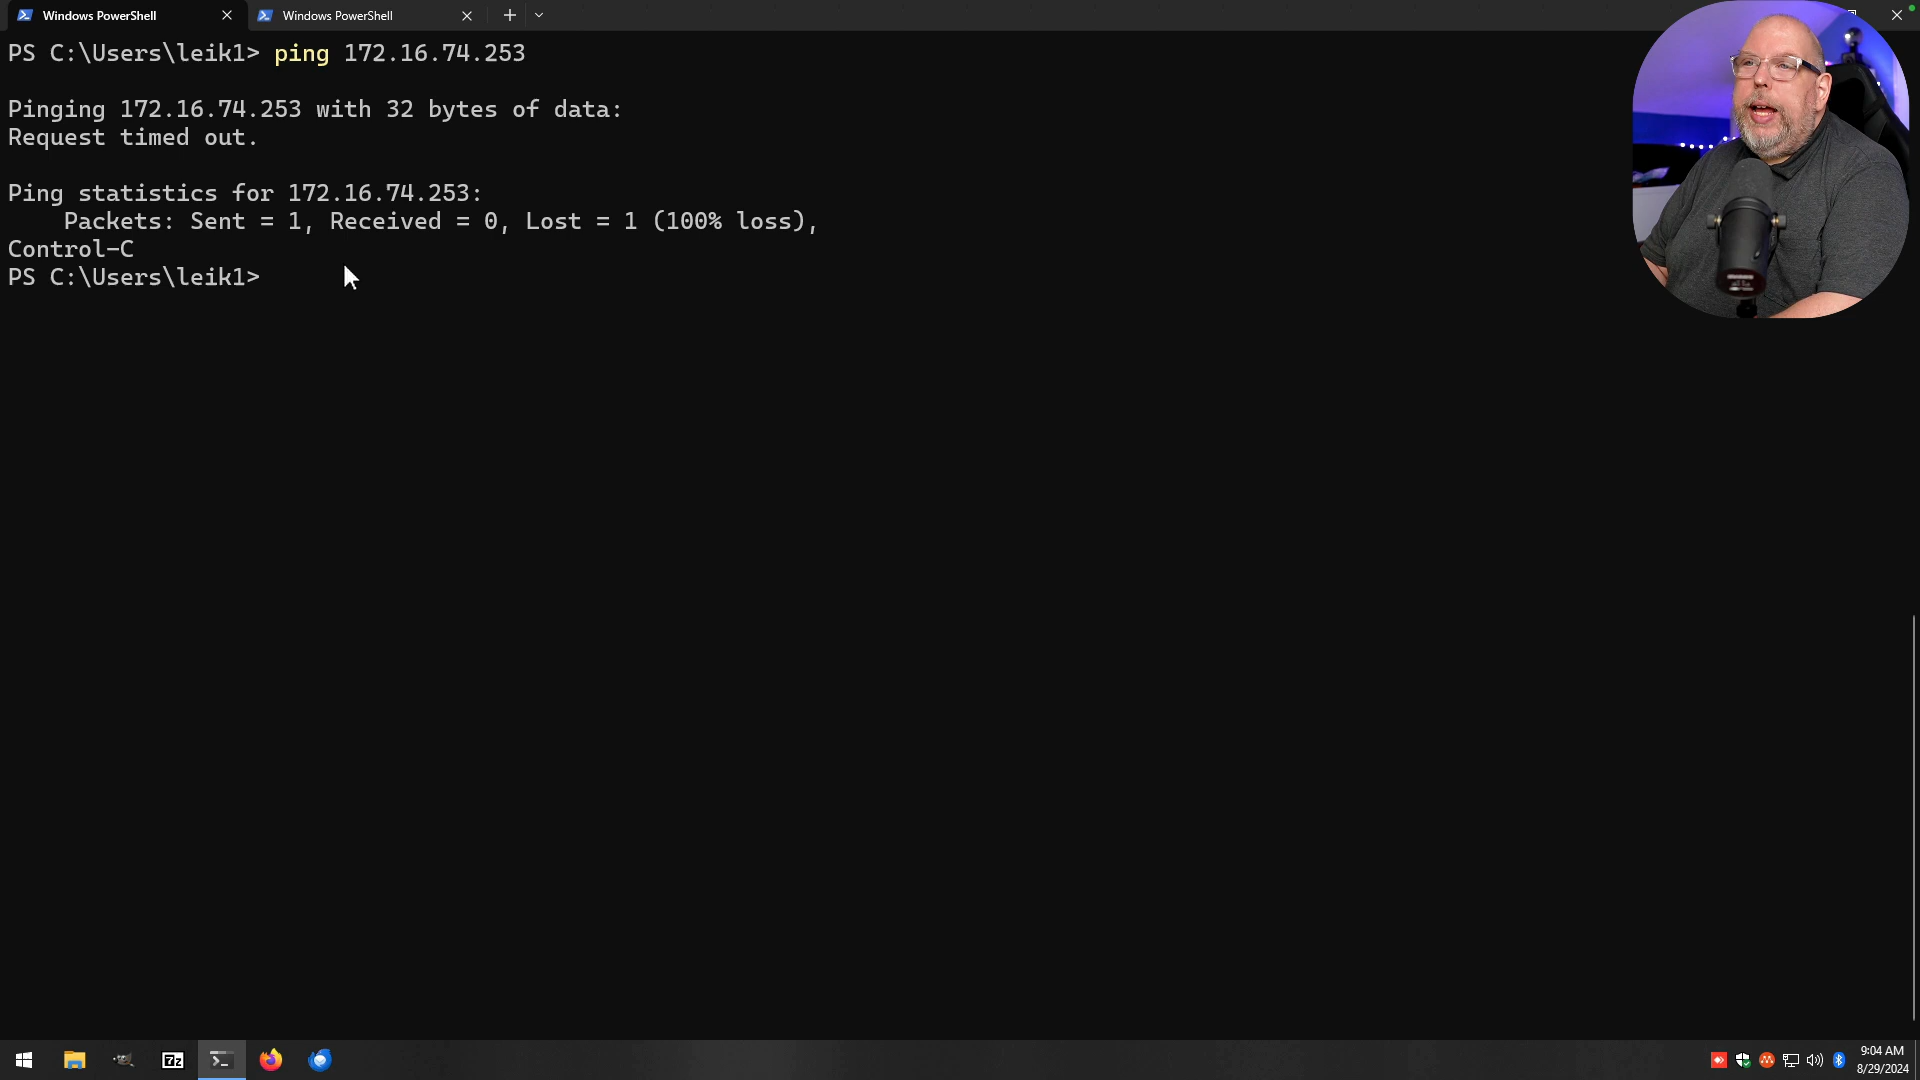 Windows PowerShell
Windows PowerShell
PS C:\Users\leik1> ping 172.16.74.253
Pinging 172.16.74.253 with 32 bytes of data:
Request timed out.
Ping statistics for 172.16.74.253:
Packets: Sent = 1, Received = 0, Lost = 1 (100% loss),
Control-C
PS C:\Users\leik1>
7z
9:04 AM
8/29/2024